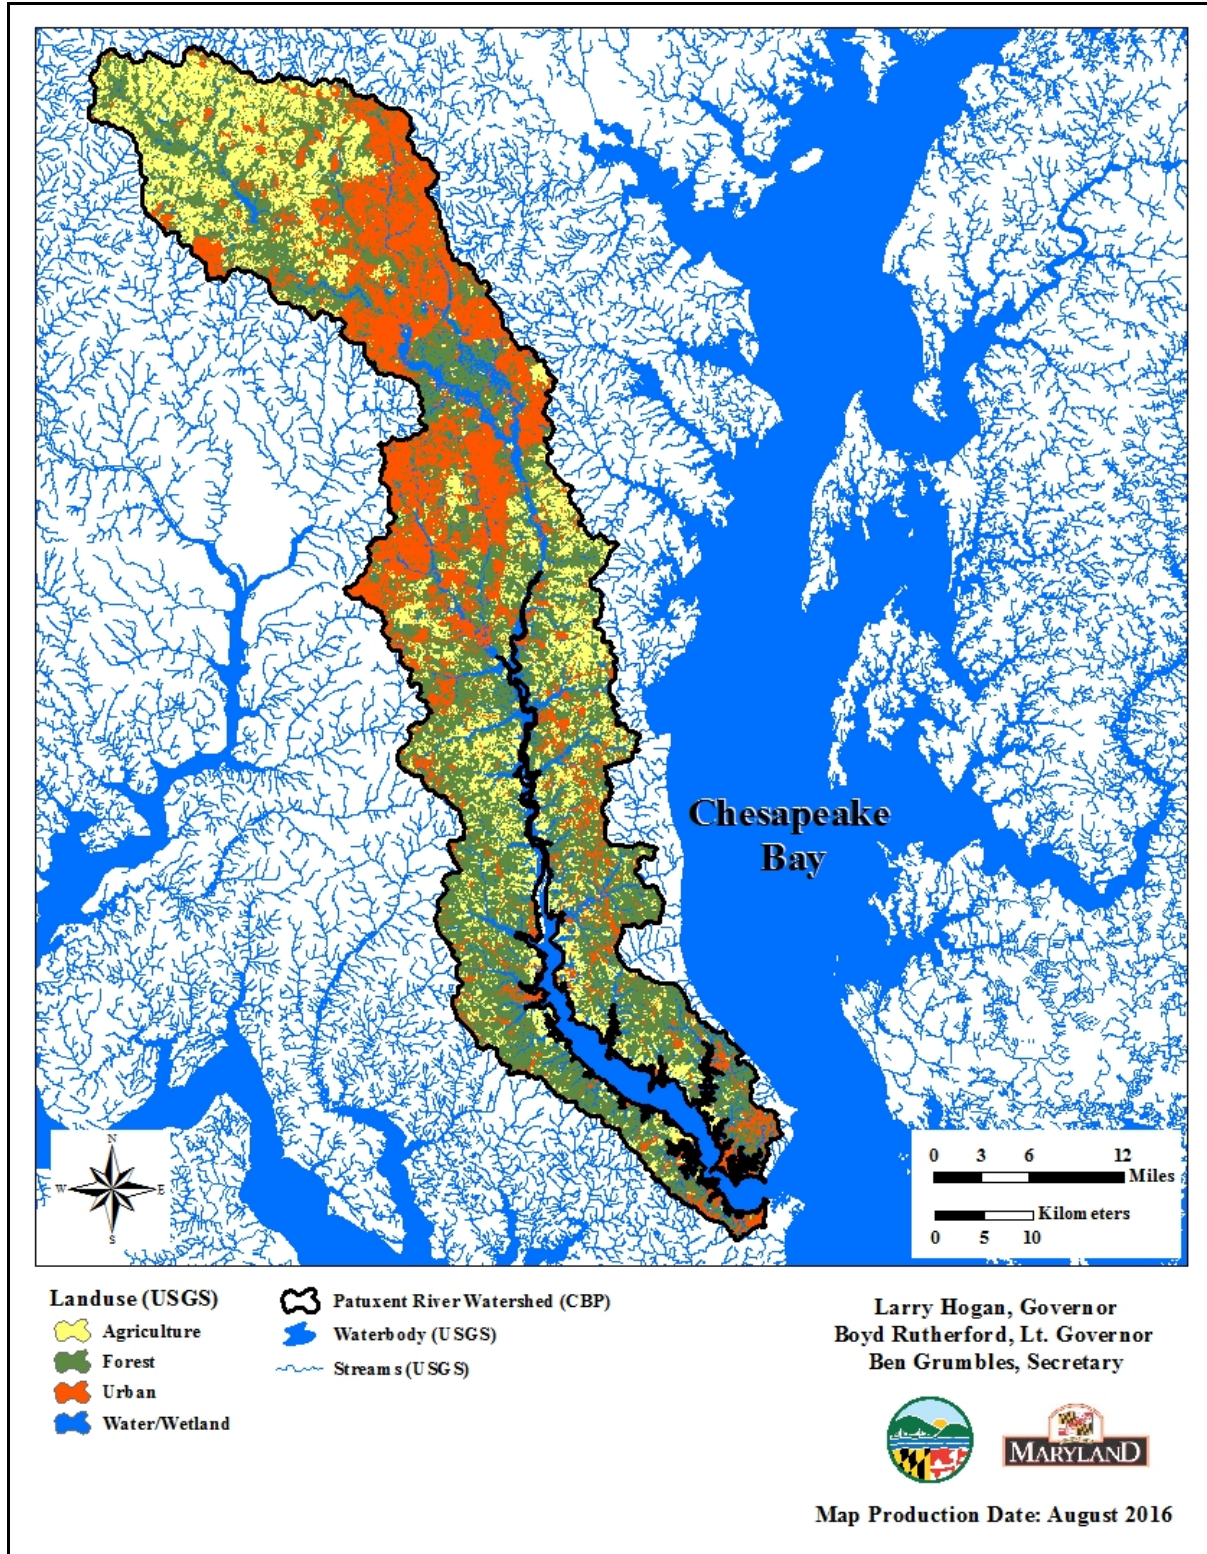 Chesapeake
Bay
N
W
E
S
0 3 6 12
Miles
Kilometers
0 5 10
Landuse (USGS)
Agriculture
Forest
Urban
Water/Wetland
Patuxent River Watershed (CBP)
Waterbody (USGS)
Streams (USGS)
Larry Hogan, Governor
Boyd Rutherford, Lt. Governor
Ben Grumbles, Secretary
MARYLAND
Map Production Date: August 2016